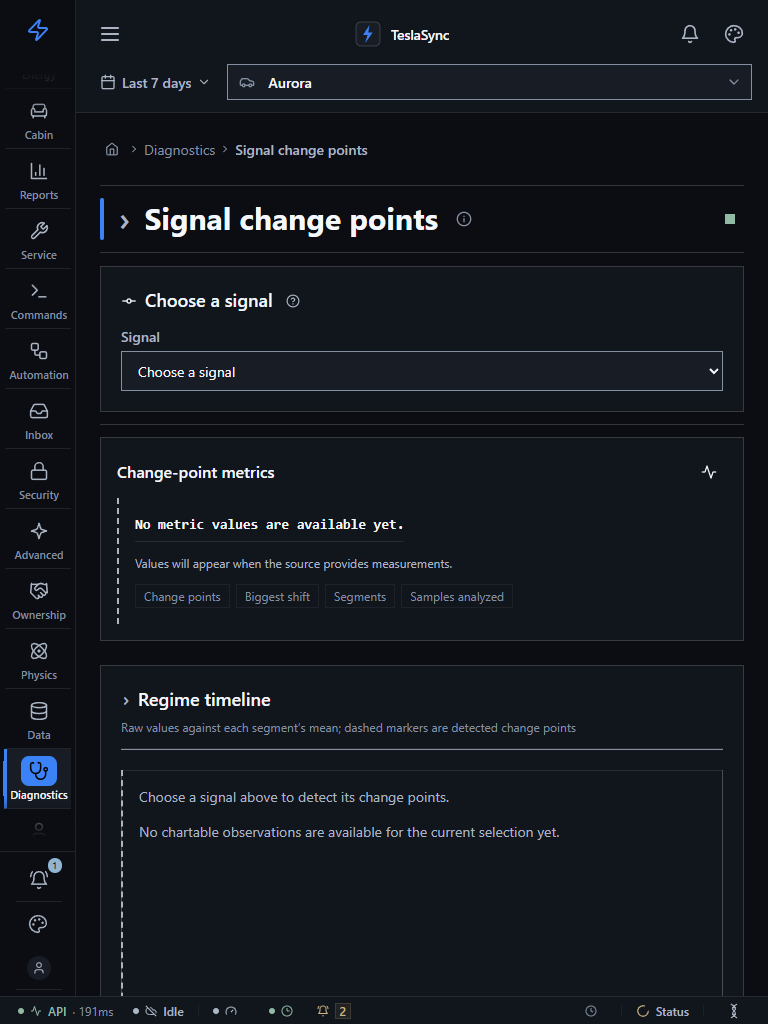 TeslaSync
Last 7 days
Aurora
Energy
Cabin
Reports
Service
Commands
Automation
Inbox
Security
Advanced
Ownership
Physics
Data
Diagnostics
1
Diagnostics
Signal change points
Signal change points
Choose a signal
Signal
Choose a signal
Change-point metrics
No metric values are available yet.
Values will appear when the source provides measurements.
Change points
Biggest shift
Segments
Samples analyzed
Regime timeline
Raw values against each segment's mean; dashed markers are detected change points
Choose a signal above to detect its change points.
No chartable observations are available for the current selection yet.
API · 191ms
Idle
2
Status